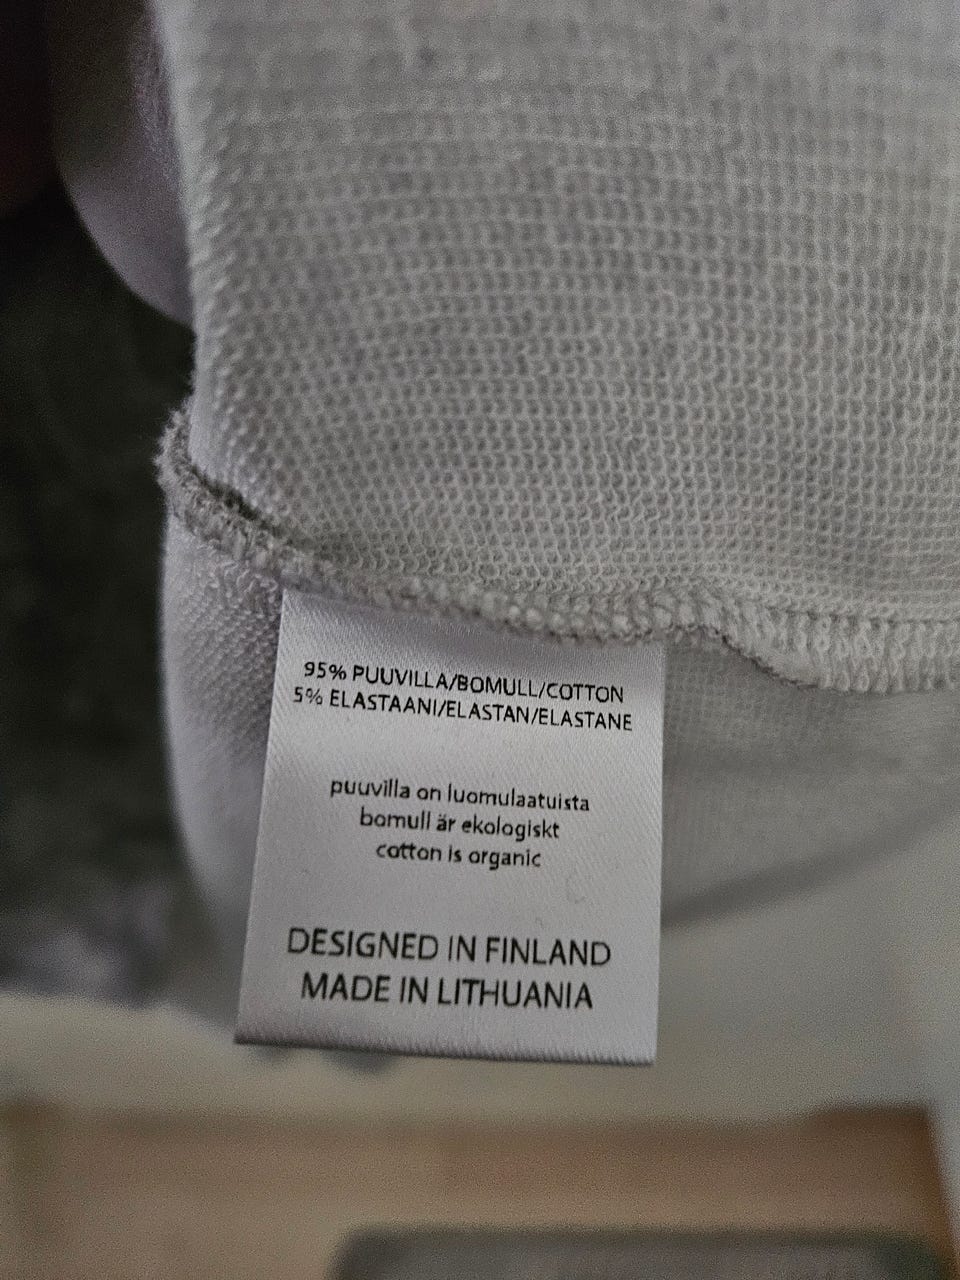 95% PUUVILLA/BOMULL/COTTON
5% ELASTAANI/ELASTAN/ELASTANE
puuvilla on luomulaatuista
bomull är ekologiskt
cotton is organic
DESIGNED IN FINLAND
MADE IN LITHUANIA